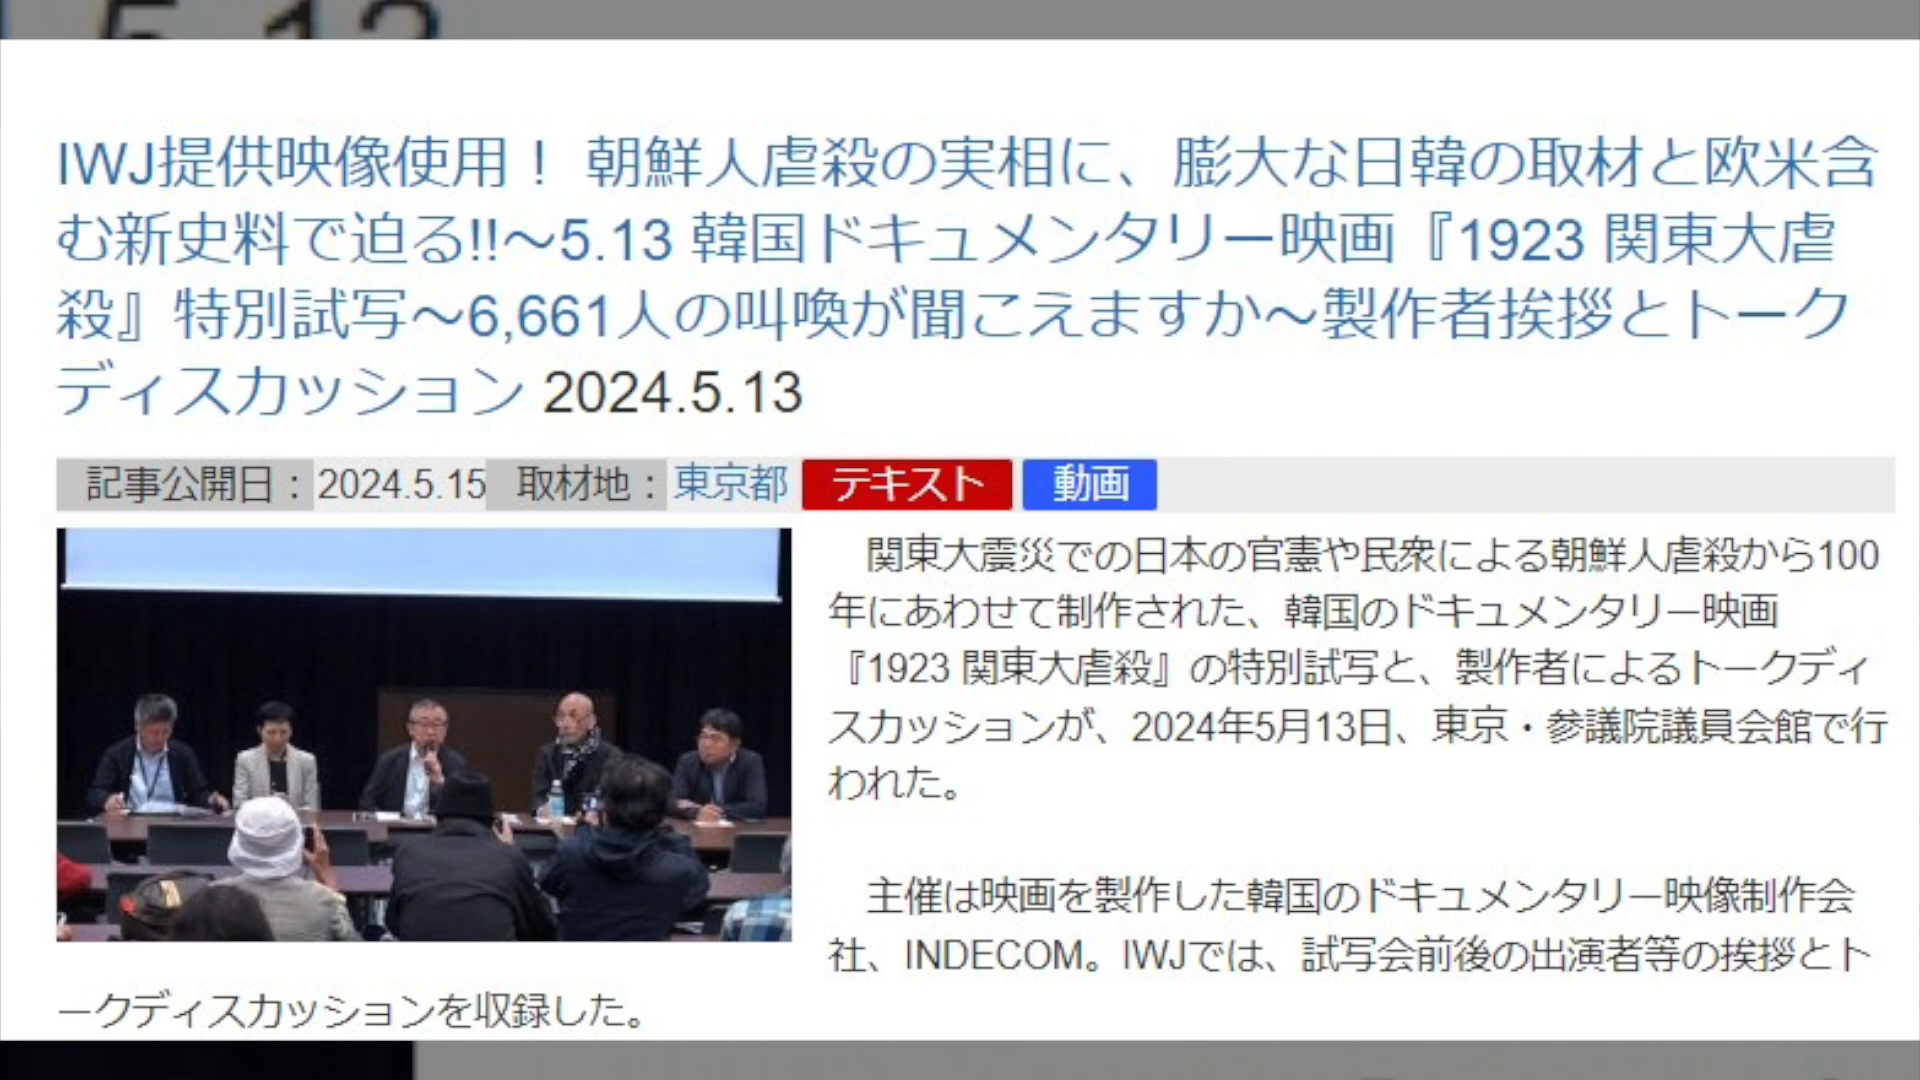 IWJ提供映像使用！ 朝鮮人虐殺の実相に、膨大な日韓の取材と欧米含
む新史料で迫る!!～5.13 韓国ドキュメンタリー映画『1923 関東大虐
殺』特別試写～6,661人の叫喚が聞こえますか～製作者挨拶とトーク
ディスカッション 2024.5.13
記事公開日：2024.5.15 取材地：東京都 テキスト 動画
関東大震災での日本の官憲や民衆による朝鮮人虐殺から100
年にあわせて制作された、韓国のドキュメンタリー映画
『1923 関東大虐殺』の特別試写と、製作者によるトークディ
スカッションが、2024年5月13日、東京・参議院議員会館で行
われた。
主催は映画を製作した韓国のドキュメンタリー映像制作会
社、INDECOM。IWJでは、試写会前後の出演者等の挨拶とト
ークディスカッションを収録した。